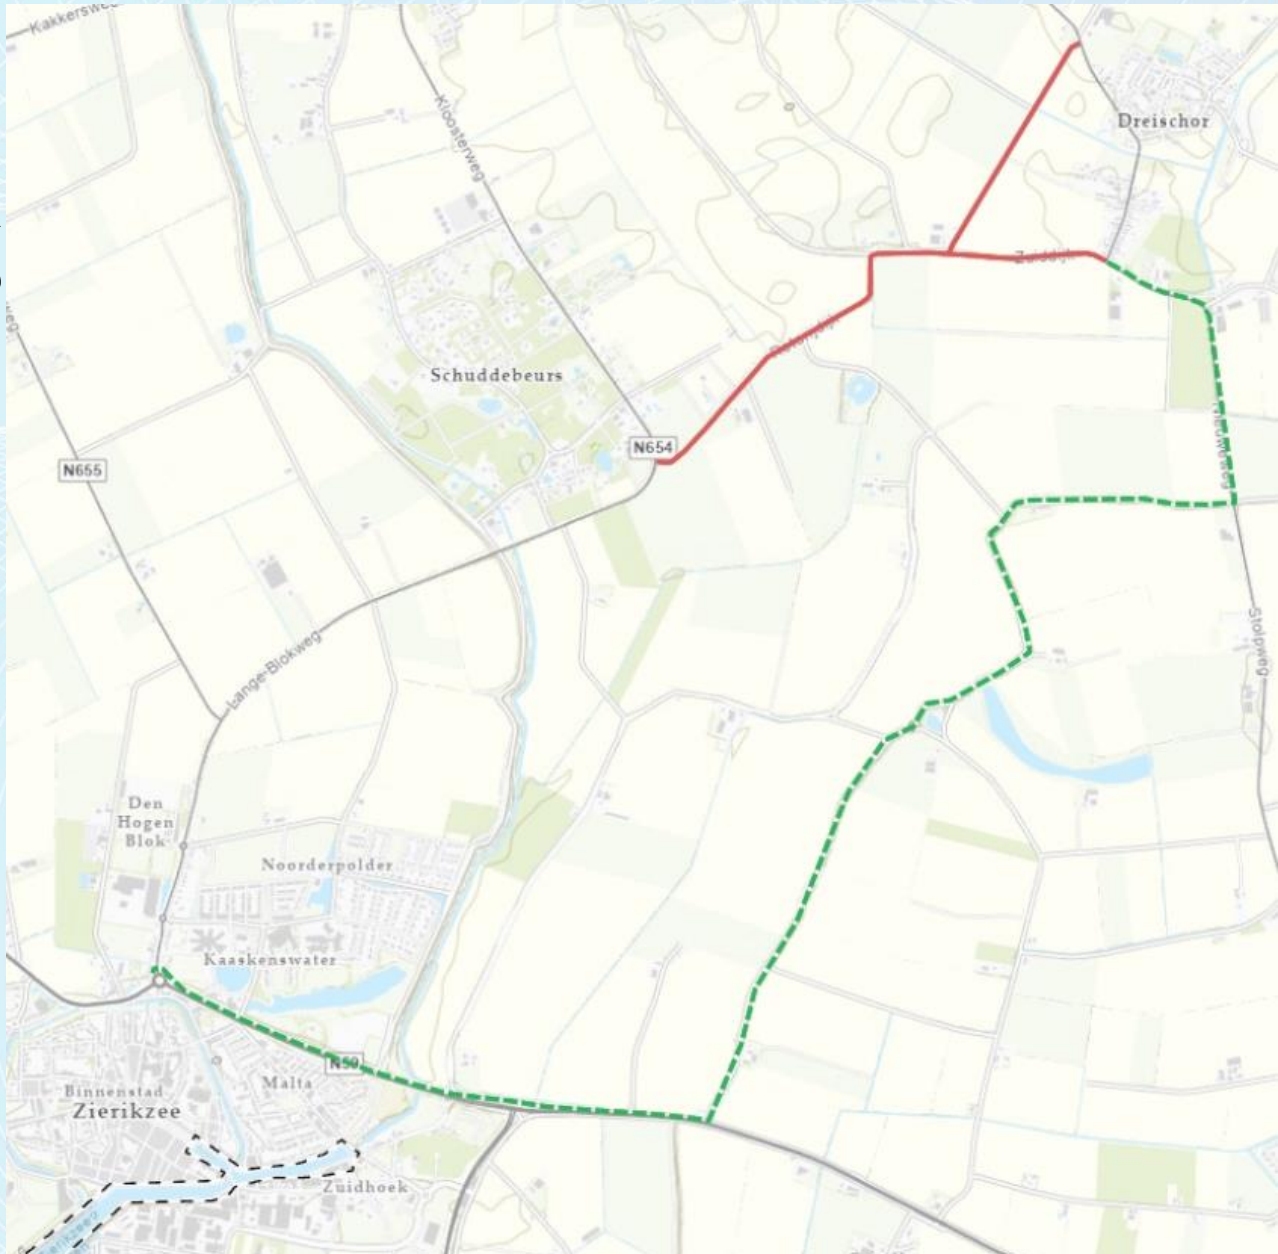 Kakkersweg
Kloosterweg
Dreischor
Zuiddijk
Schuddebeurs
N654
N655
Nieuweweg
Stolpweg
Lange-Blokweg
Den
Hogen
Blok
Noorderpolder
Kaaskenswater
N59
Malta
Binnenstad
Zierikzee
Zuidhoek